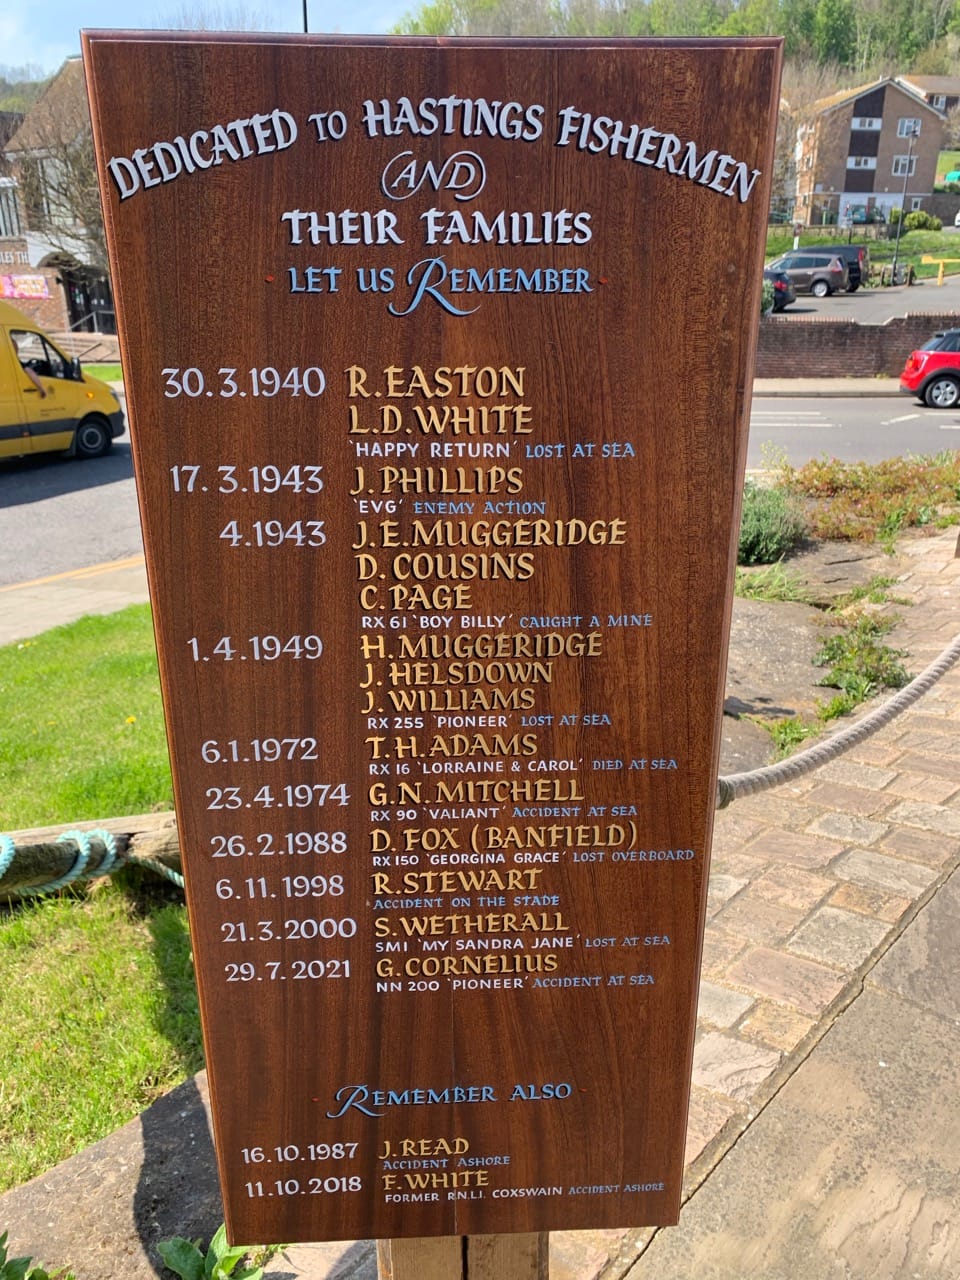 DEDICATED TO HASTINGS FISHERMEN
AND
THEIR FAMILIES
· LET US REMEMBER ·
30.3.1940 R.EASTON
L.D.WHITE
'HAPPY RETURN' LOST AT SEA
17.3.1943 J.PHILLIPS
'EVG' ENEMY ACTION
4.1943 J.E.MUGGERIDGE
D.COUSINS
C.PAGE
RX 61 'BOY BILLY' CAUGHT A MINE
1.4.1949 H.MUGGERIDGE
J.HELSDOWN
J.WILLIAMS
RX 255 'PIONEER' LOST AT SEA
6.1.1972 T.H.ADAMS
RX 16 'LORRAINE & CAROL' DIED AT SEA
23.4.1974 G.N.MITCHELL
RX 90 'VALIANT' ACCIDENT AT SEA
26.2.1988 D. FOX (BANFIELD)
RX 150 'GEORGINA GRACE' LOST OVERBOARD
6.11.1998 R.STEWART
ACCIDENT ON THE STADE
21.3.2000 S.WETHERALL
SM1 'MY SANDRA JANE' LOST AT SEA
29.7.2021 G.CORNELIUS
NN 200 'PIONEER' ACCIDENT AT SEA
· REMEMBER ALSO ·
16.10.1987 J.READ
ACCIDENT ASHORE
11.10.2018 F.WHITE
FORMER R.N.L.I. COXSWAIN ACCIDENT ASHORE